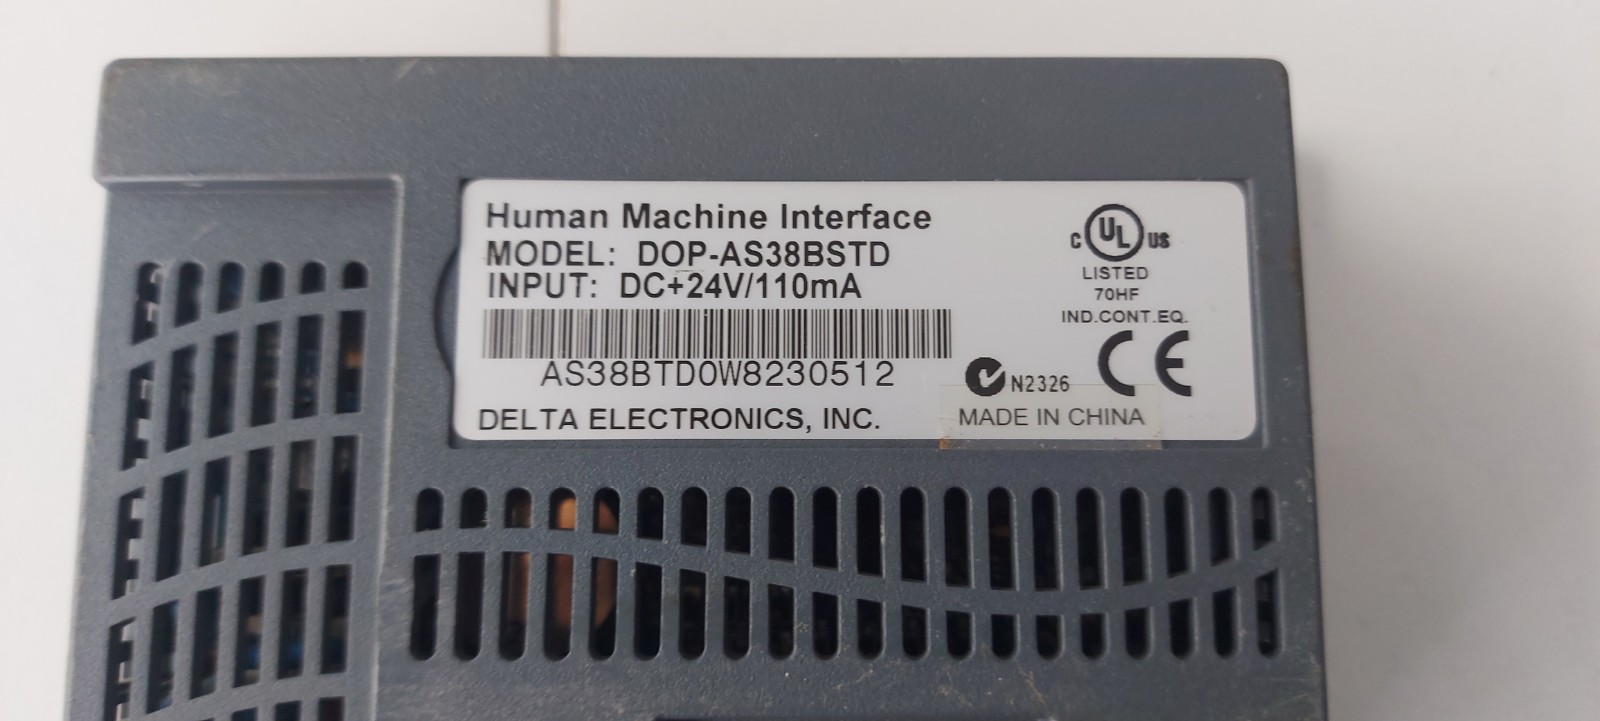 Human Machine Interface
MODEL: DOP-AS38BSTD
INPUT: DC+24V/110mA
AS38BTD0W8230512
DELTA ELECTRONICS, INC.
C UL US
LISTED
70HF
IND.CONT.EQ.
N2326
CE
MADE IN CHINA